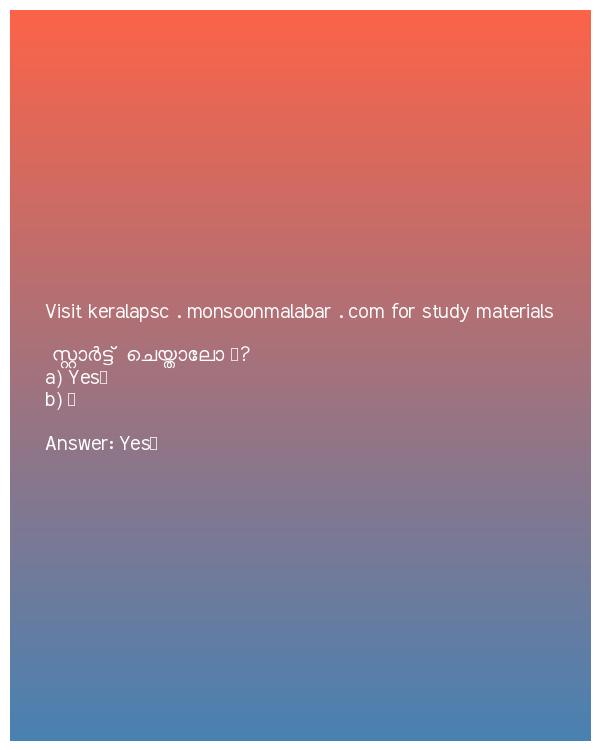 Visit keralapsc . monsoonmalabar . com for study materials
സ്റ്റാർട്ട് ചെയ്താലോ ?
a) Yes
b)
Answer: Yes